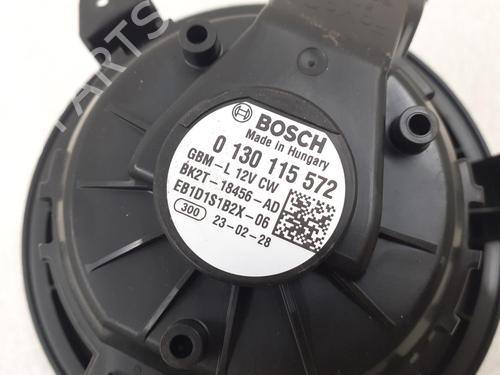 BOSCH
Made in Hungary
0 130 115 572
GBM-L 12V CW
BK2T-18456-AD
EB1D1S1B2X-06
300 23-02-28